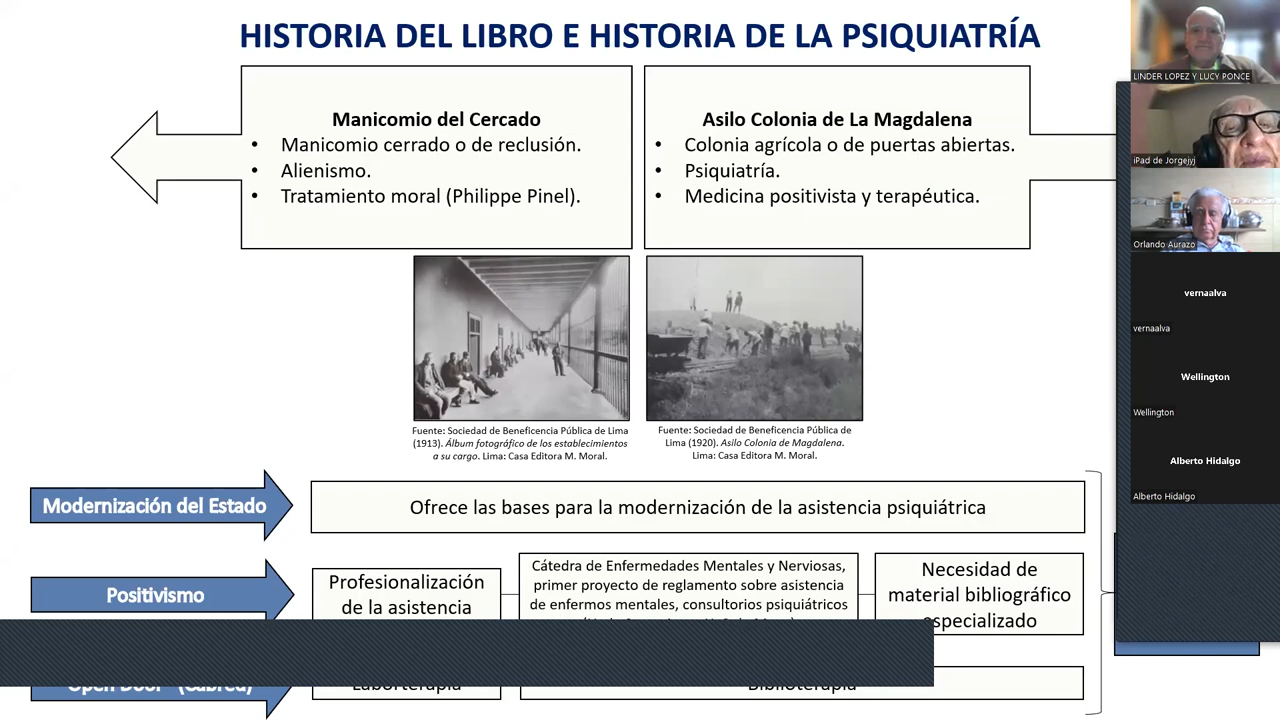 HISTORIA DEL LIBRO E HISTORIA DE LA PSIQUIATRÍA
Manicomio del Cercado
• Manicomio cerrado o de reclusión.
• Alienismo.
• Tratamiento moral (Philippe Pinel).
Asilo Colonia de La Magdalena
• Colonia agrícola o de puertas abiertas.
• Psiquiatría.
• Medicina positivista y terapéutica.
Fuente: Sociedad de Beneficencia Pública de Lima
(1913). Álbum fotográfico de los establecimientos
a su cargo. Lima: Casa Editora M. Moral.
Fuente: Sociedad de Beneficencia Pública de
Lima (1920). Asilo Colonia de Magdalena.
Lima: Casa Editora M. Moral.
Modernización del Estado
Ofrece las bases para la modernización de la asistencia psiquiátrica
Positivismo
Profesionalización
de la asistencia
Cátedra de Enfermedades Mentales y Nerviosas,
primer proyecto de reglamento sobre asistencia
de enfermos mentales, consultorios psiquiátricos
Necesidad de
material bibliográfico
especializado
Open Door (Cabred)
Laborterapia
Biblioterapia
LINDER LOPEZ Y LUCY PONCE
iPad de Jorgejyj
Orlando Aurazo
vernaalva
vernaalva
Wellington
Wellington
Alberto Hidalgo
Alberto Hidalgo